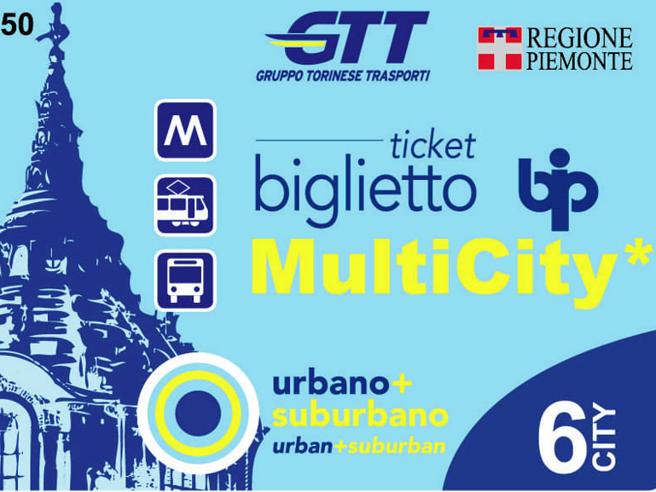 50
GTT
GRUPPO TORINESE TRASPORTI
REGIONE
PIEMONTE
M
ticket
biglietto
bip
MultiCity*
urbano+
suburbano
urban+suburban
6
CITY